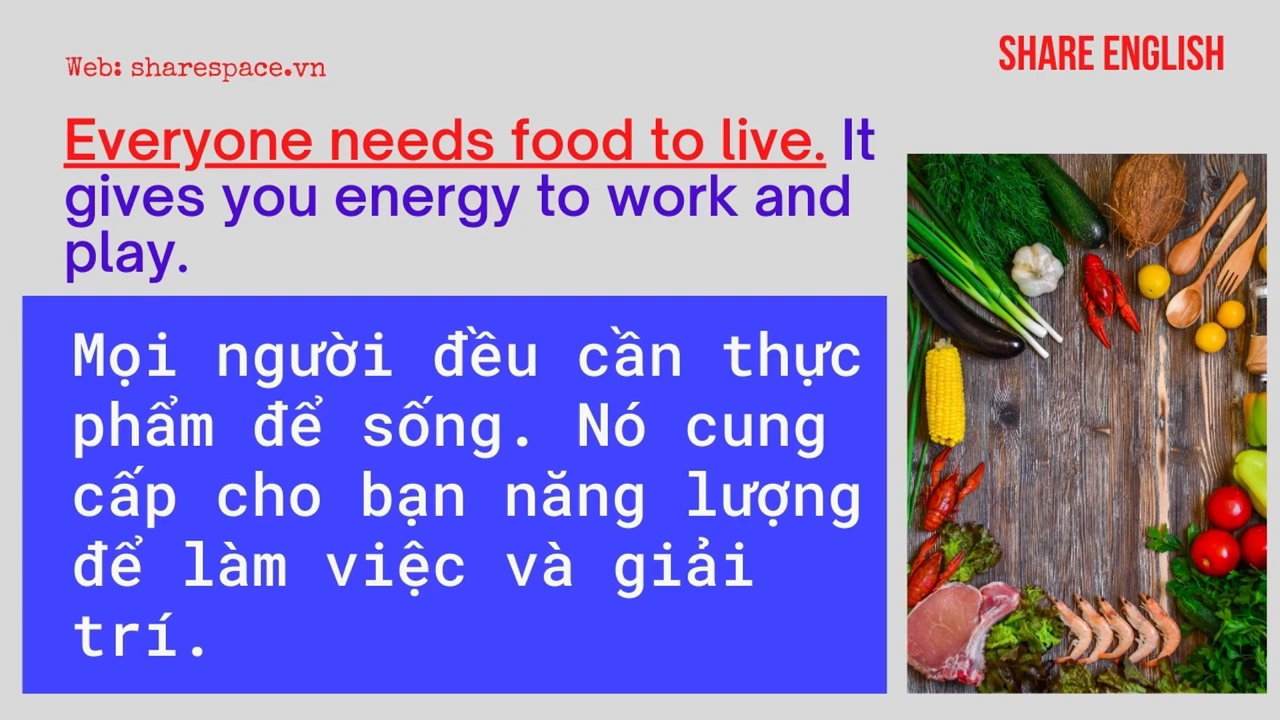 Web: sharespace.vn
SHARE ENGLISH
Everyone needs food to live. It
gives you energy to work and
play.
Mọi người đều cần thực
phẩm để sống. Nó cung
cấp cho bạn năng lượng
để làm việc và giải
trí.